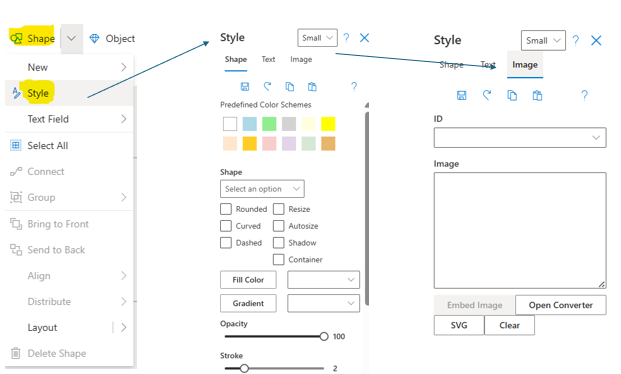 Shape
Object
New
Style
Text Field
Select All
Connect
Group
Bring to Front
Send to Back
Align
Distribute
Layout
Delete Shape
Style
Small
?
Shape Text Image
?
Predefined Color Schemes
Shape
Select an option
Rounded Resize
Curved Autosize
Dashed Shadow
Container
Fill Color
Gradient
Opacity
100
Stroke
2
Style
Small
?
Shape Text Image
?
ID
Image
Embed Image Open Converter
SVG Clear